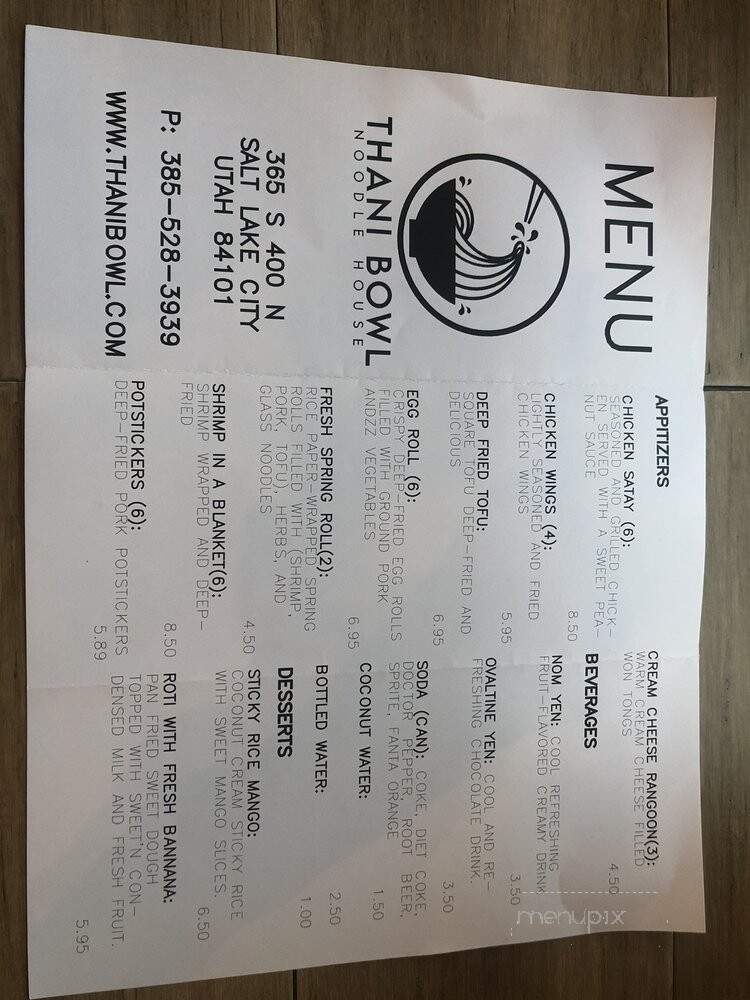 MENU
THANI BOWL
NOODLE HOUSE
365 S 400 N
SALT LAKE CITY
UTAH 84101
P: 385-528-3939
WWW.THANIBOWL.COM
APPITIZERS
CHICKEN SATAY (6):
SEASONED AND GRILLED CHICK-
EN SERVED WITH A SWEET PEA-
NUT SAUCE
8.50
CHICKEN WINGS (4):
LIGHTLY SEASONED AND FRIED
CHICKEN WINGS
5.95
DEEP FRIED TOFU:
SQUARE TOFU DEEP-FRIED AND
DELICIOUS
6.95
EGG ROLL (6):
CRISPY DEEP-FRIED EGG ROLLS
FILLED WITH GROUND PORK
ANDZZ VEGETABLES
6.95
FRESH SPRING ROLL(2):
RICE PAPER-WRAPPED SPRING
ROLLS FILLED WITH (SHRIMP,
PORK, TOFU), HERBS, AND
GLASS NOODLES
4.50
SHRIMP IN A BLANKET(6):
SHRIMP WRAPPED AND DEEP-
FRIED
8.50
POTSTICKERS (6):
DEEP-FRIED PORK POTSTICKERS
5.89
CREAM CHEESE RANGOON(3):
WARM CREAM CHEESE FILLED
WON TONGS
4.50
BEVERAGES
NOM YEN: COOL REFRESHING
FRUIT-FLAVORED CREAMY DRINK
3.50
OVALTINE YEN: COOL AND RE-
FRESHING CHOCOLATE DRINK.
3.50
SODA (CAN): COKE, DIET COKE,
DOCTOR PEPPER, ROOT BEER,
SPRITE, FANTA ORANGE
1.50
COCONUT WATER:
2.50
BOTTLED WATER:
1.00
DESSERTS
STICKY RICE MANGO:
COCONUT CREAM STICKY RICE
WITH SWEET MANGO SLICES.
6.50
ROTI WITH FRESH BANNANA:
PAN FRIED SWEET DOUGH
TOPPED WITH SWEET'N CON-
DENSED MILK AND FRESH FRUIT.
5.95
menupix